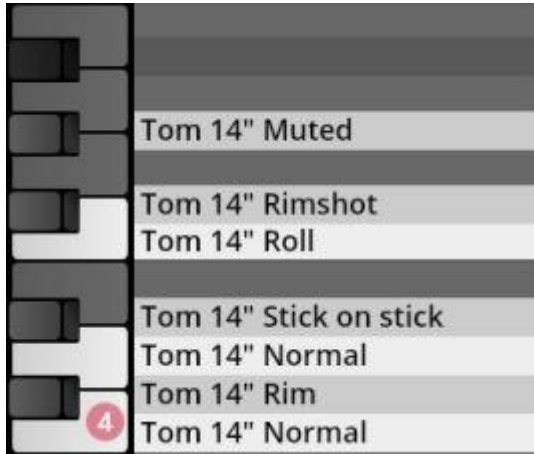 Tom 14" Muted
Tom 14" Rimshot
Tom 14" Roll
Tom 14" Stick on stick
Tom 14" Normal
Tom 14" Rim
4
Tom 14" Normal